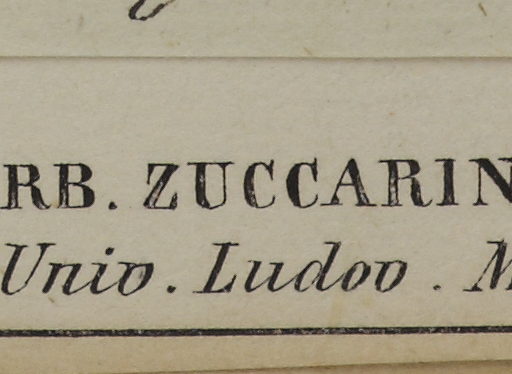 RB. ZUCCARIN
Univ. Ludov. M